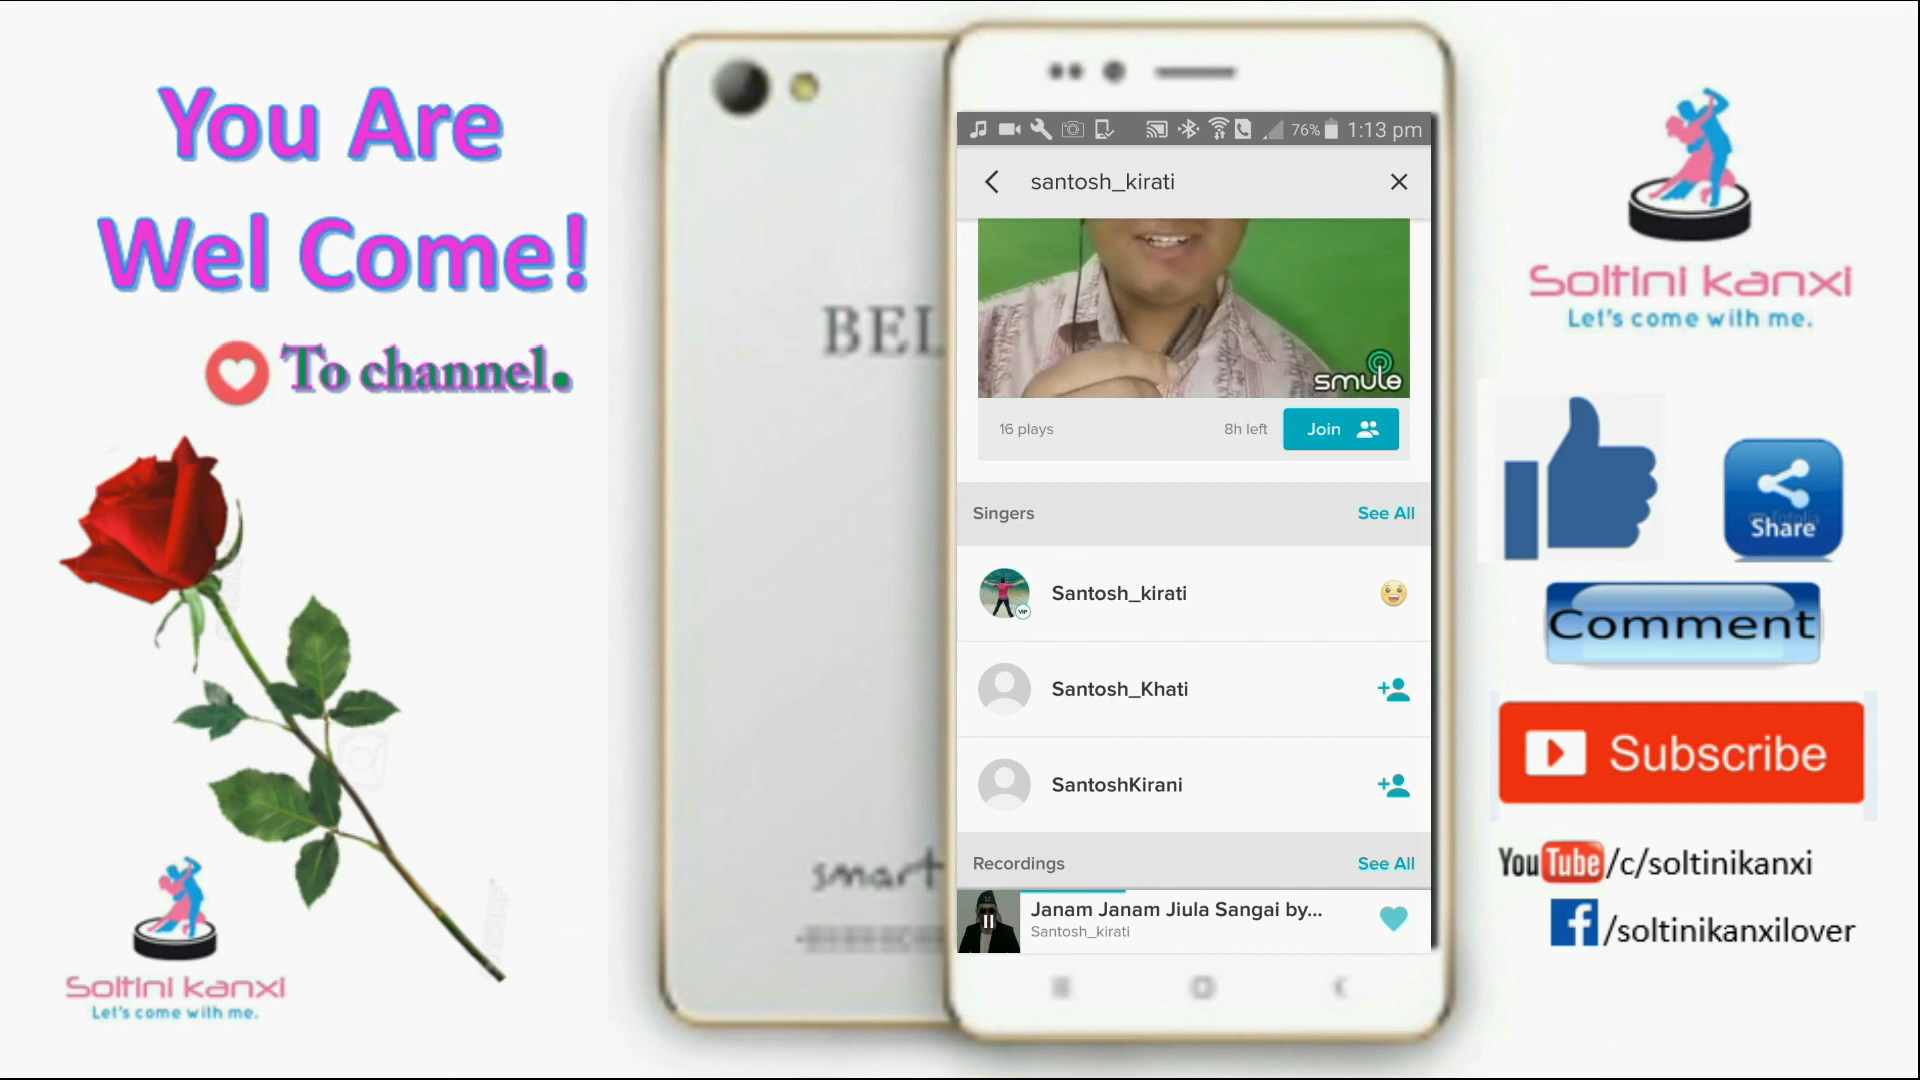 You Are
Wel Come!
To channel.
Soltini kanxi
Let's come with me.
BEL
smart
76% 1:13 pm
santosh_kirati
smule
16 plays
8h left
Join
Singers
See All
Santosh_kirati
VIP
Santosh_Khati
SantoshKirani
Recordings
See All
Janam Janam Jiula Sangai by...
Santosh_kirati
Soltini kanxi
Let's come with me.
Share
Comment
Subscribe
YouTube/c/soltinikanxi
f/soltinikanxilover